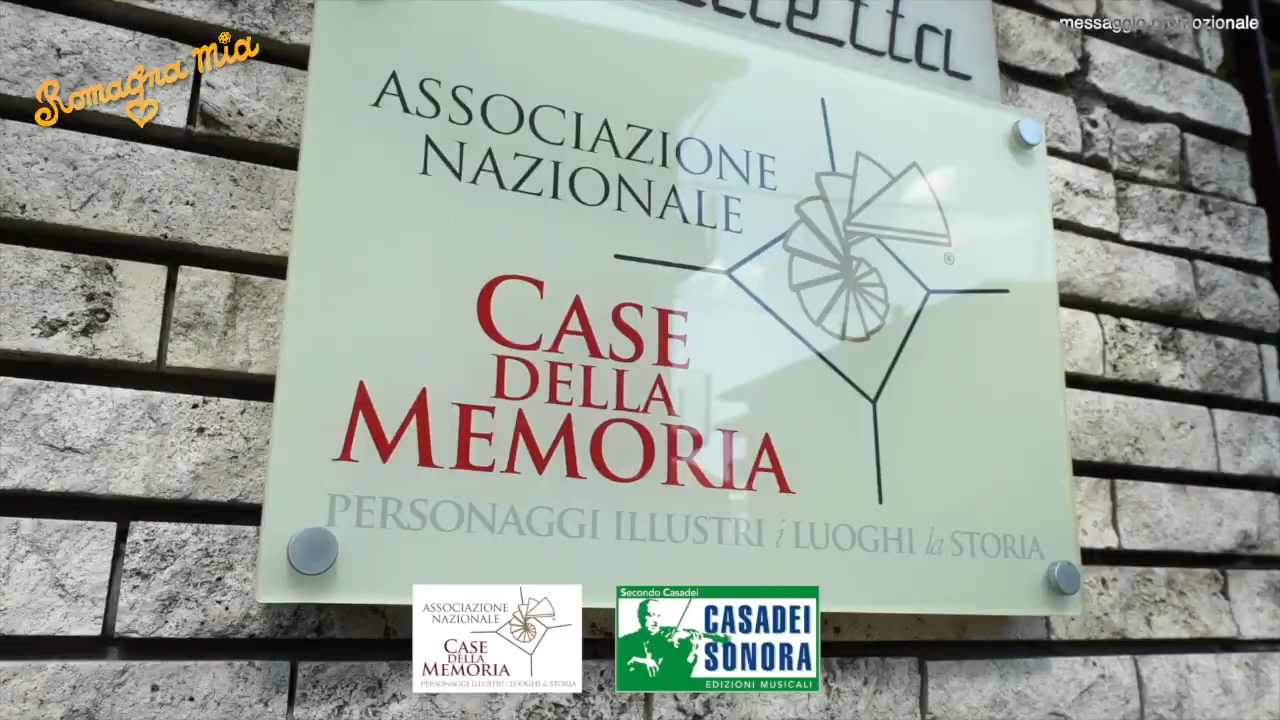 messaggio promozionale
Romagna Mia
ASSOCIAZIONE
NAZIONALE
®
CASE
DELLA
MEMORIA
PERSONAGGI ILLUSTRI i LUOGHI la STORIA
ASSOCIAZIONE
NAZIONALE
CASE
DELLA
MEMORIA
PERSONAGGI ILLUSTRI i LUOGHI la STORIA
Secondo Casadei
CASADEI
SONORA
EDIZIONI MUSICALI